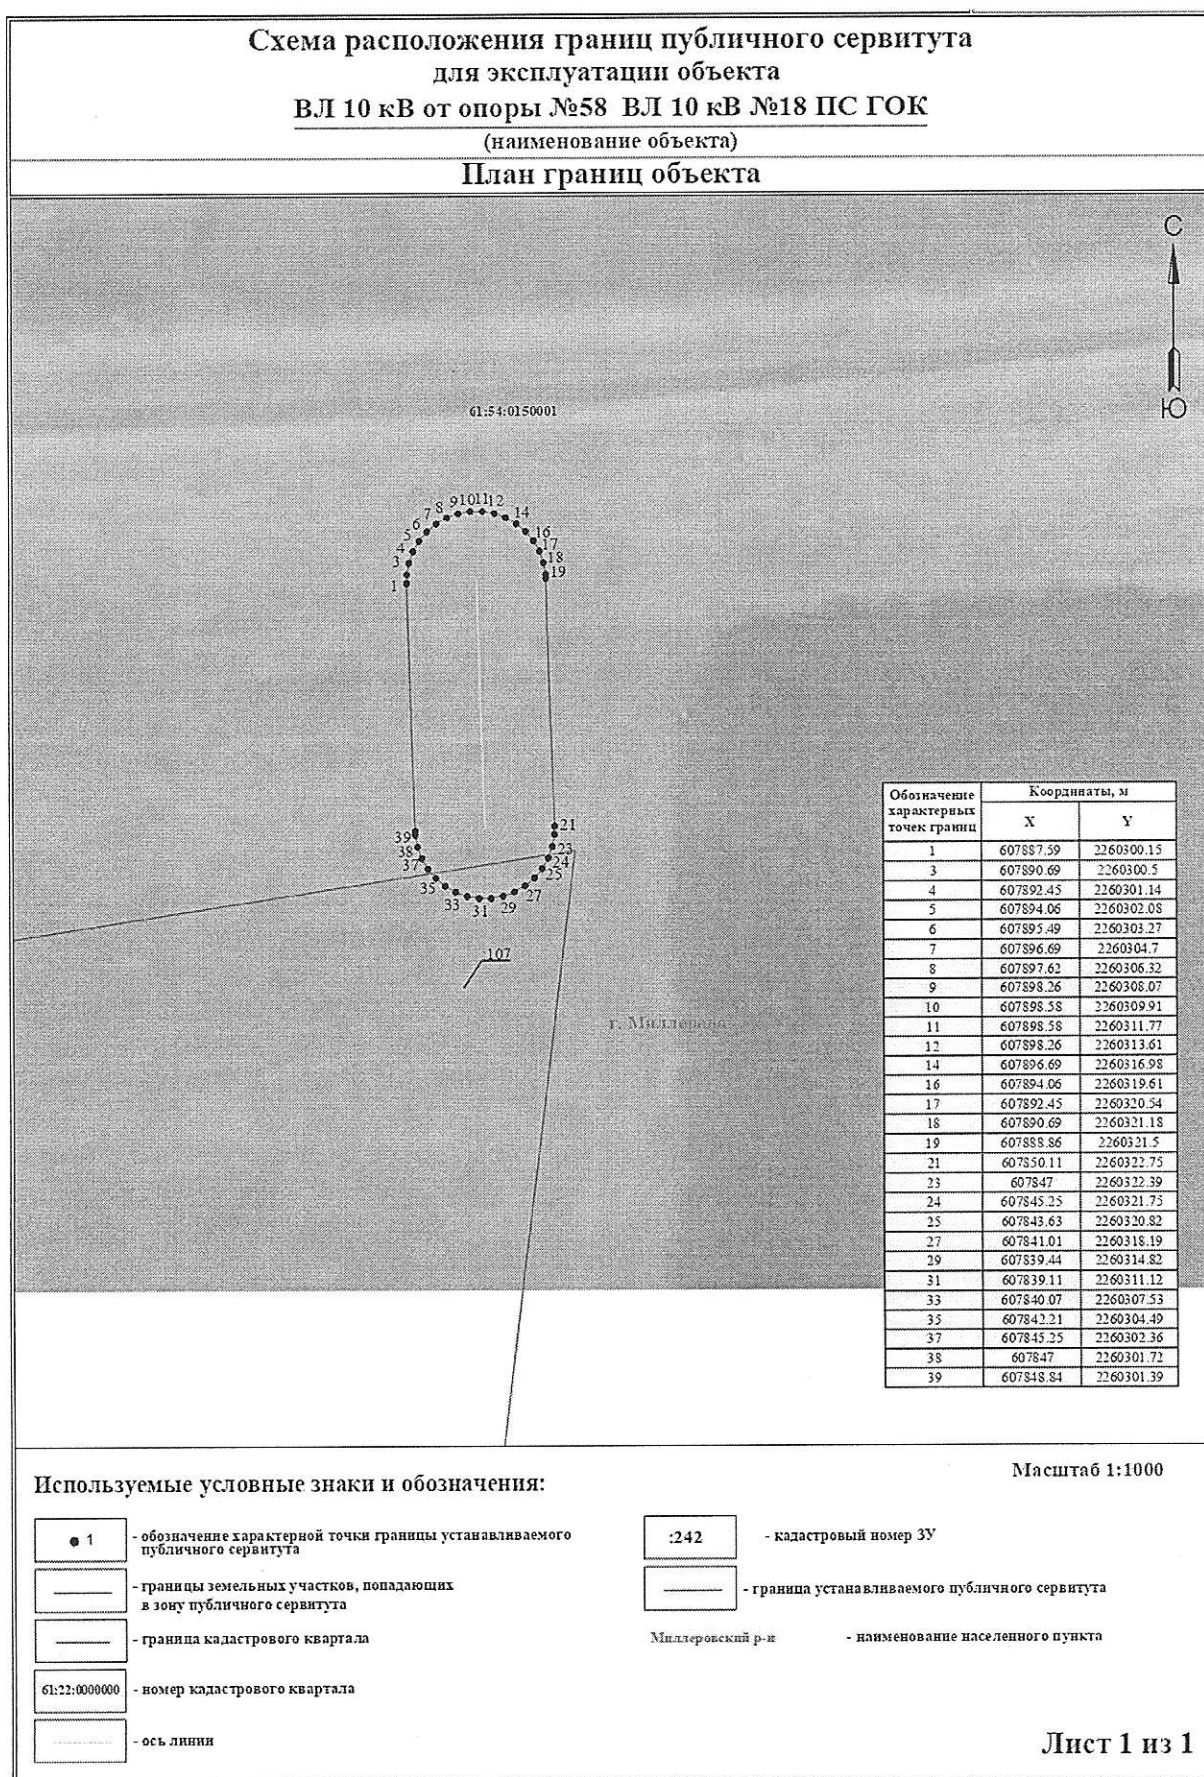 Схема расположения границ публичного сервитута
для эксплуатации объекта
ВЛ 10 кВ от опоры №58 ВЛ 10 кВ №18 ПС ГОК
(наименование объекта)
План границ объекта
С
Ю
61:54:0150001
9 10 11 12
8
14
7
6
16
5
17
4
18
3
19
1
39
21
38
23
37
24
25
35
27
33
29
31
107
г. Миллерово
Обозначение характерных точек границ | Координаты, м
X | Y
1 607887.59 2260300.15
3 607890.69 2260300.5
4 607892.45 2260301.14
5 607894.06 2260302.08
6 607895.49 2260303.27
7 607896.69 2260304.7
8 607897.62 2260306.32
9 607898.26 2260308.07
10 607898.58 2260309.91
11 607898.58 2260311.77
12 607898.26 2260313.61
14 607896.69 2260316.98
16 607894.06 2260319.61
17 607892.45 2260320.54
18 607890.69 2260321.18
19 607888.86 2260321.5
21 607850.11 2260322.75
23 607847 2260322.39
24 607845.25 2260321.75
25 607843.63 2260320.82
27 607841.01 2260318.19
29 607839.44 2260314.82
31 607839.11 2260311.12
33 607840.07 2260307.53
35 607842.21 2260304.49
37 607845.25 2260302.36
38 607847 2260301.72
39 607848.84 2260301.39
Масштаб 1:1000
Используемые условные знаки и обозначения:
1 - обозначение характерной точки границы устанавливаемого
публичного сервитута
:242 - кадастровый номер ЗУ
- границы земельных участков, попадающих
в зону публичного сервитута
- граница устанавливаемого публичного сервитута
- граница кадастрового квартала
Миллеровский р-н - наименование населенного пункта
61:22:0000000 - номер кадастрового квартала
- ось линии
Лист 1 из 1